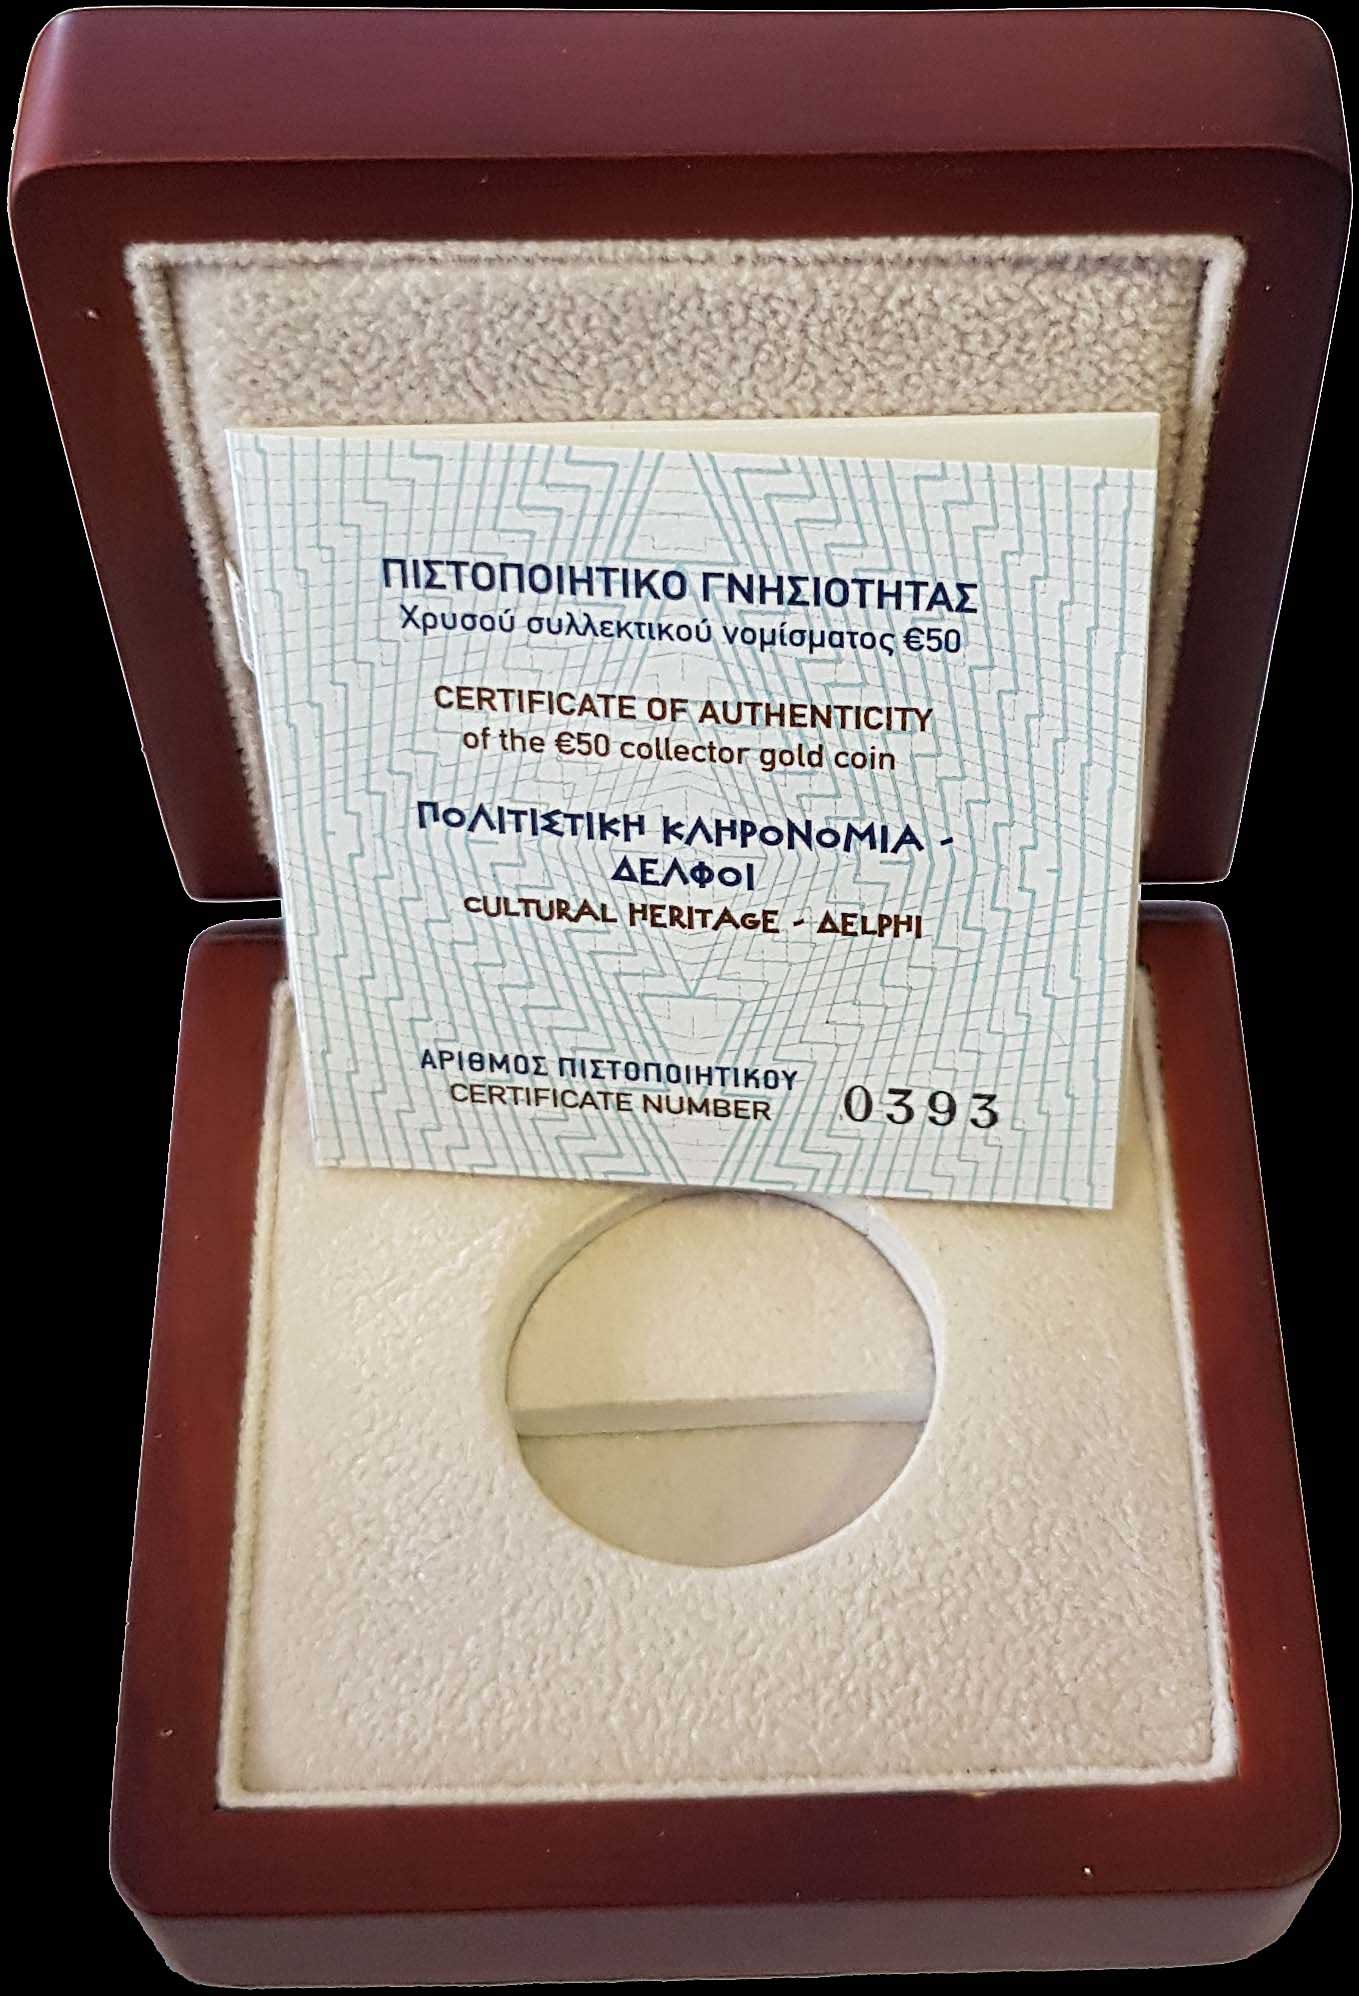 ΠΙΣΤΟΠΟΙΗΤΙΚΟ ΓΝΗΣΙΟΤΗΤΑΣ
Χρυσού συλλεκτικού νομίσματος €50
CERTIFICATE OF AUTHENTICITY
of the €50 collector gold coin
ΠΟΛΙΤΙΣΤΙΚΗ ΚΛΗΡΟΝΟΜΙΑ -
ΔΕΛΦΟΙ
CULTURAL HERITAGE - ΔELPHI
ΑΡΙΘΜΟΣ ΠΙΣΤΟΠΟΙΗΤΙΚΟΥ
CERTIFICATE NUMBER 0393